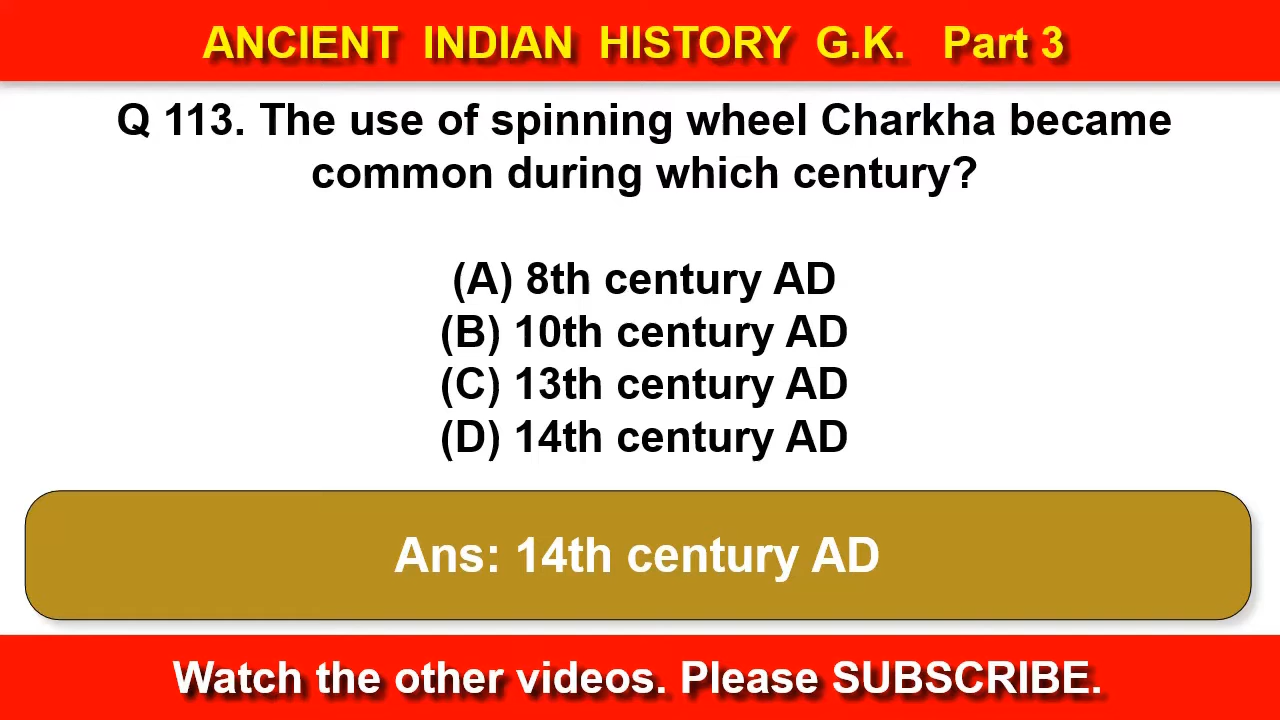 ANCIENT INDIAN HISTORY G.K. Part 3
Q 113. The use of spinning wheel Charkha became
common during which century?
(A) 8th century AD
(B) 10th century AD
(C) 13th century AD
(D) 14th century AD
Ans: 14th century AD
Watch the other videos. Please SUBSCRIBE.